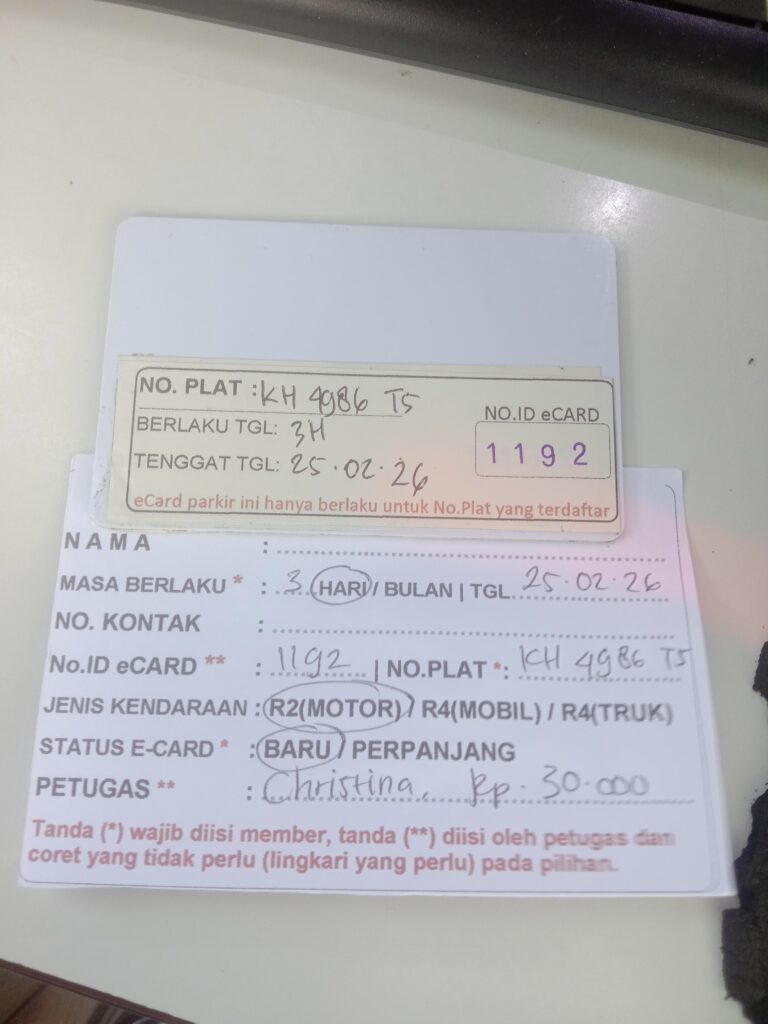 NO. PLAT : KH 4986 TS
BERLAKU TGL: 3H
TENGGAT TGL: 25.02.26
NO.ID eCARD
1192
eCard parkir ini hanya berlaku untuk No.Plat yang terdaftar
NAMA :
MASA BERLAKU * : 3 HARI / BULAN | TGL. 25.02.26
NO. KONTAK :
No.ID eCARD ** : 1192 | NO.PLAT *: KH 4986 TS
JENIS KENDARAAN : R2(MOTOR) / R4(MOBIL) / R4(TRUK)
STATUS E-CARD * : BARU / PERPANJANG
PETUGAS ** : Christina, Rp. 30.000
Tanda (*) wajib diisi member, tanda (**) diisi oleh petugas dan
coret yang tidak perlu (lingkari yang perlu) pada pilihan.